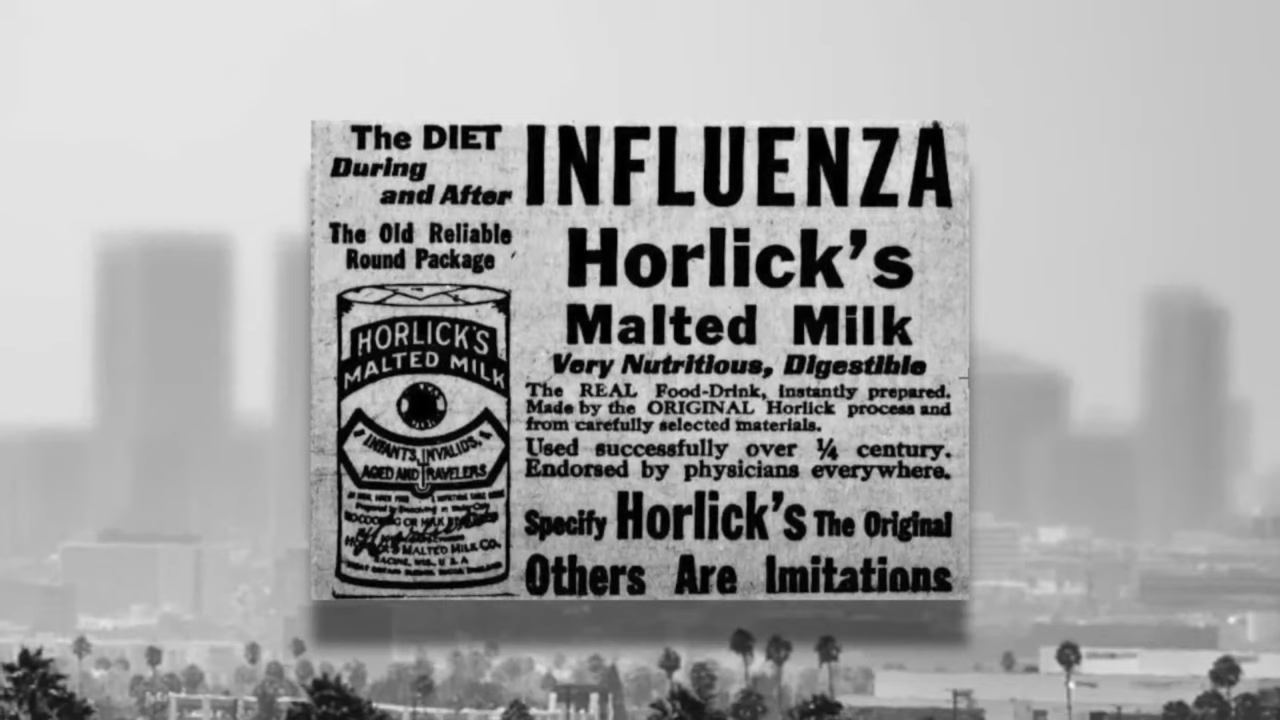 The DIET
During
and After
INFLUENZA
The Old Reliable
Round Package
HORLICK'S
MALTED MILK
INFANTS, INVALIDS,
AGED AND TRAVELERS
Horlick's
Malted Milk
Very Nutritious, Digestible
The REAL Food-Drink, instantly prepared.
Made by the ORIGINAL Horlick process and
from carefully selected materials.
Used successfully over ¼ century.
Endorsed by physicians everywhere.
Specify Horlick's The Original
Others Are Imitations
MALTED MILK CO.
RACINE, WIS., U.S.A.